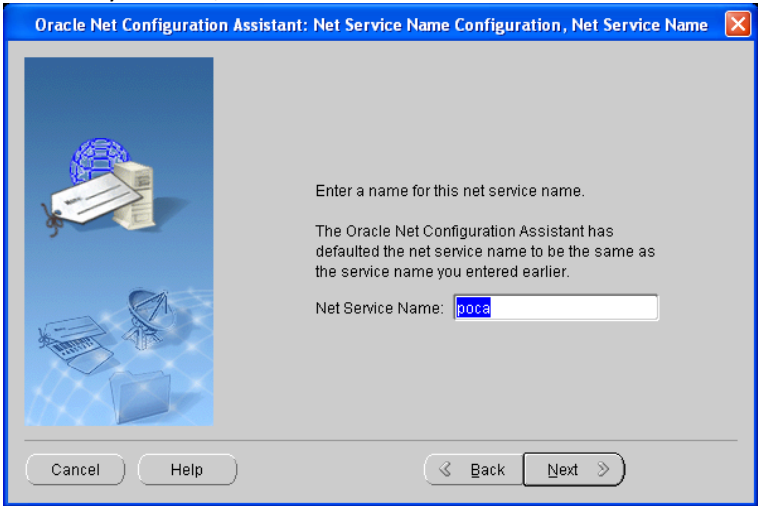 Oracle Net Configuration Assistant: Net Service Name Configuration, Net Service Name
Enter a name for this net service name.
The Oracle Net Configuration Assistant has
defaulted the net service name to be the same as
the service name you entered earlier.
Net Service Name: poca
Cancel Help Back Next